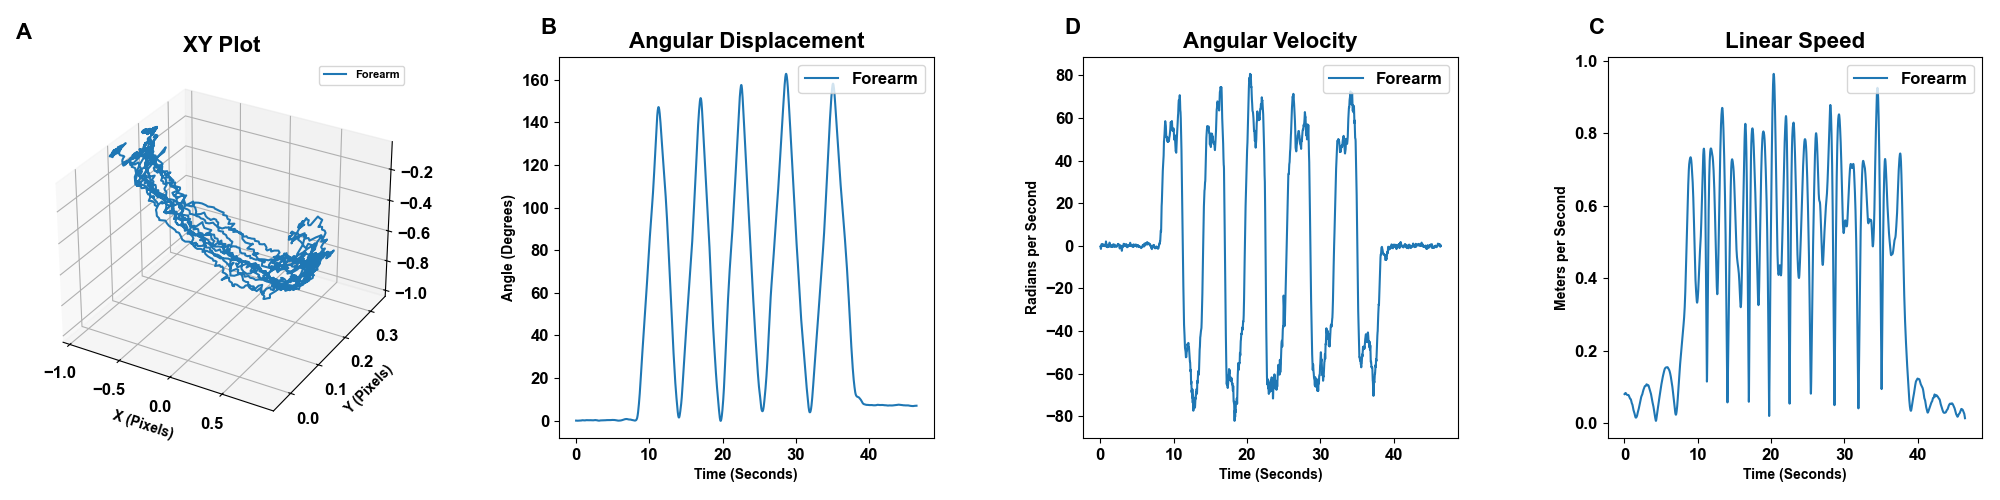 A
XY Plot
Forearm
−0.2
−0.4
−0.6
−0.8
−1.0
0.3
0.2
0.1
0.0
Y (Pixels)
−1.0
−0.5
0.0
0.5
X (Pixels)
B
Angular Displacement
Forearm
160
140
120
100
80
60
40
20
0
Angle (Degrees)
0 10 20 30 40
Time (Seconds)
D
Angular Velocity
Forearm
80
60
40
20
0
−20
−40
−60
−80
Radians per Second
0 10 20 30 40
Time (Seconds)
C
Linear Speed
Forearm
1.0
0.8
0.6
0.4
0.2
0.0
Meters per Second
0 10 20 30 40
Time (Seconds)